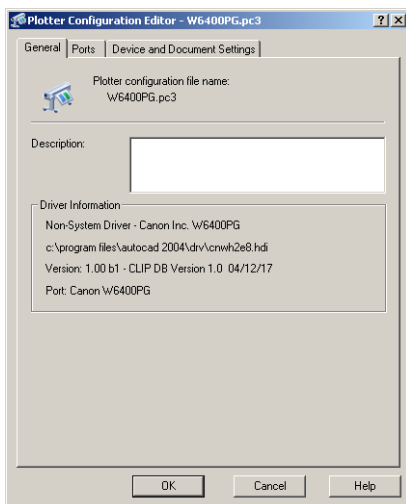 Plotter Configuration Editor - W6400PG.pc3
General Ports Device and Document Settings
Plotter configuration file name:
W6400PG.pc3
Description:
Driver Information
Non-System Driver - Canon Inc. W6400PG
c:\program files\autocad 2004\drv\cnwh2e8.hdi
Version: 1.00 b1 - CLIP DB Version 1.0 04/12/17
Port: Canon W6400PG
OK Cancel Help